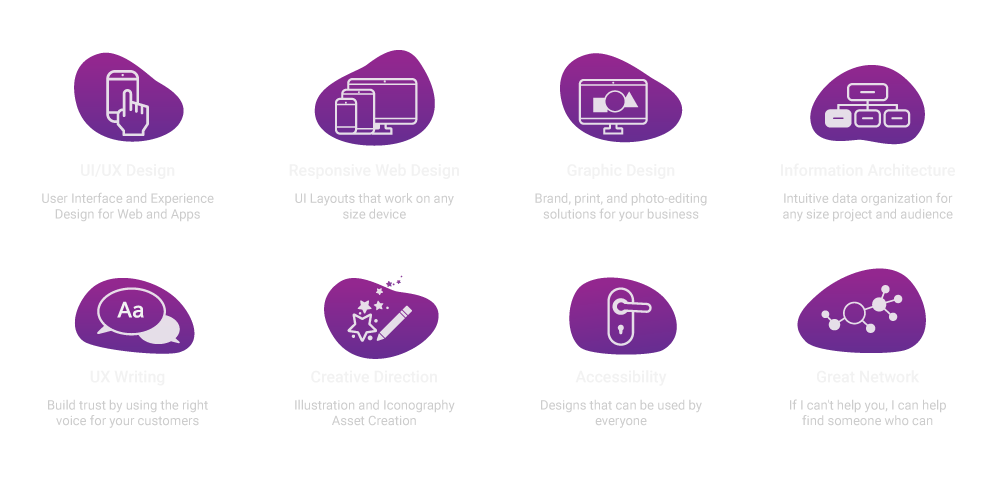 UI/UX Design
User Interface and Experience
Design for Web and Apps
Responsive Web Design
UI Layouts that work on any
size device
Graphic Design
Brand, print, and photo-editing
solutions for your business
Information Architecture
Intuitive data organization for
any size project and audience
Aa
UX Writing
Build trust by using the right
voice for your customers
Creative Direction
Illustration and Iconography
Asset Creation
Accessibility
Designs that can be used by
everyone
Great Network
If I can't help you, I can help
find someone who can